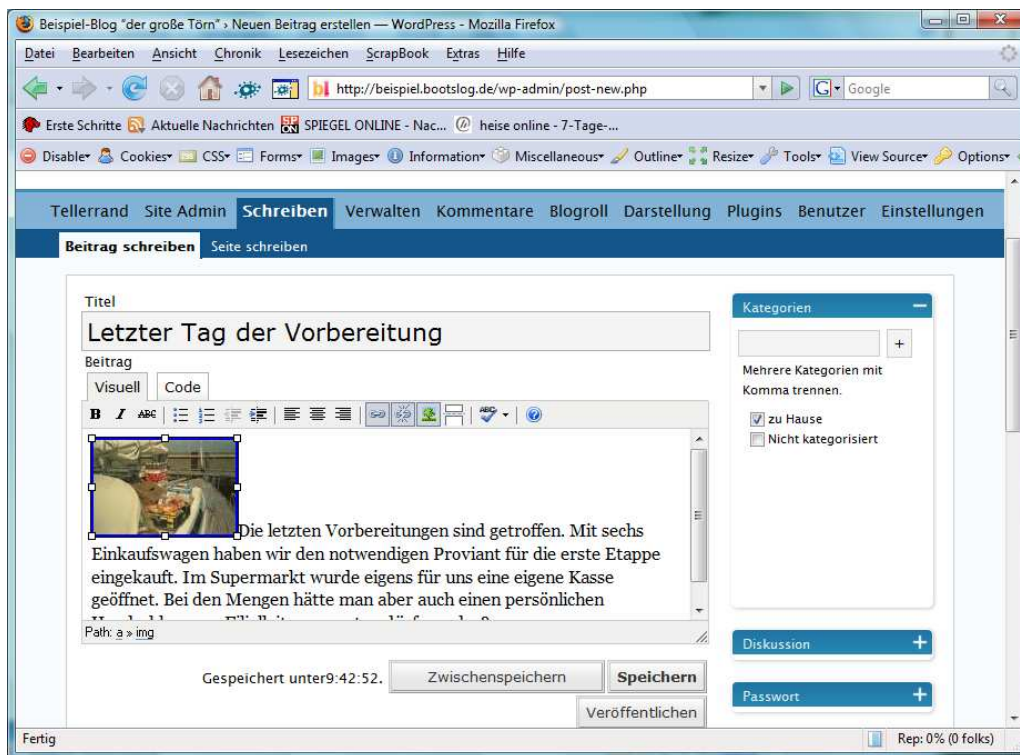 Beispiel-Blog "der große Törn" › Neuen Beitrag erstellen — WordPress - Mozilla Firefox
Datei Bearbeiten Ansicht Chronik Lesezeichen ScrapBook Extras Hilfe
http://beispiel.bootslog.de/wp-admin/post-new.php G Google
Erste Schritte Aktuelle Nachrichten SPIEGEL ONLINE - Nac... heise online - 7-Tage-...
Disable Cookies CSS Forms Images Information Miscellaneous Outline Resize Tools View Source Options
Tellerrand Site Admin Schreiben Verwalten Kommentare Blogroll Darstellung Plugins Benutzer Einstellungen
Beitrag schreiben Seite schreiben
Titel
Letzter Tag der Vorbereitung
Beitrag
Visuell Code
B I ABC ABC
Die letzten Vorbereitungen sind getroffen. Mit sechs
Einkaufswagen haben wir den notwendigen Proviant für die erste Etappe
eingekauft. Im Supermarkt wurde eigens für uns eine eigene Kasse
geöffnet. Bei den Mengen hätte man aber auch einen persönlichen
Path: a » img
Gespeichert unter9:42:52. Zwischenspeichern Speichern
Veröffentlichen
Kategorien
+
Mehrere Kategorien mit
Komma trennen.
zu Hause
Nicht kategorisiert
Diskussion
Passwort
Fertig Rep: 0% (0 folks)